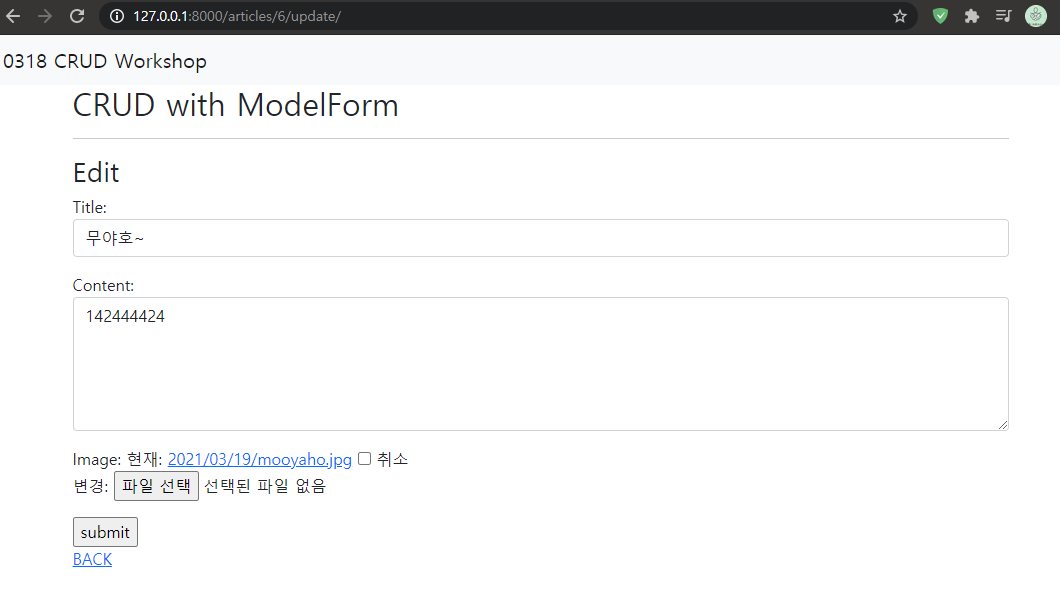 127.0.0.1:8000/articles/6/update/
0318 CRUD Workshop
CRUD with ModelForm
Edit
Title:
무야호~
Content:
142444424
Image: 현재: 2021/03/19/mooyaho.jpg 취소
변경: 파일 선택 선택된 파일 없음
submit
BACK